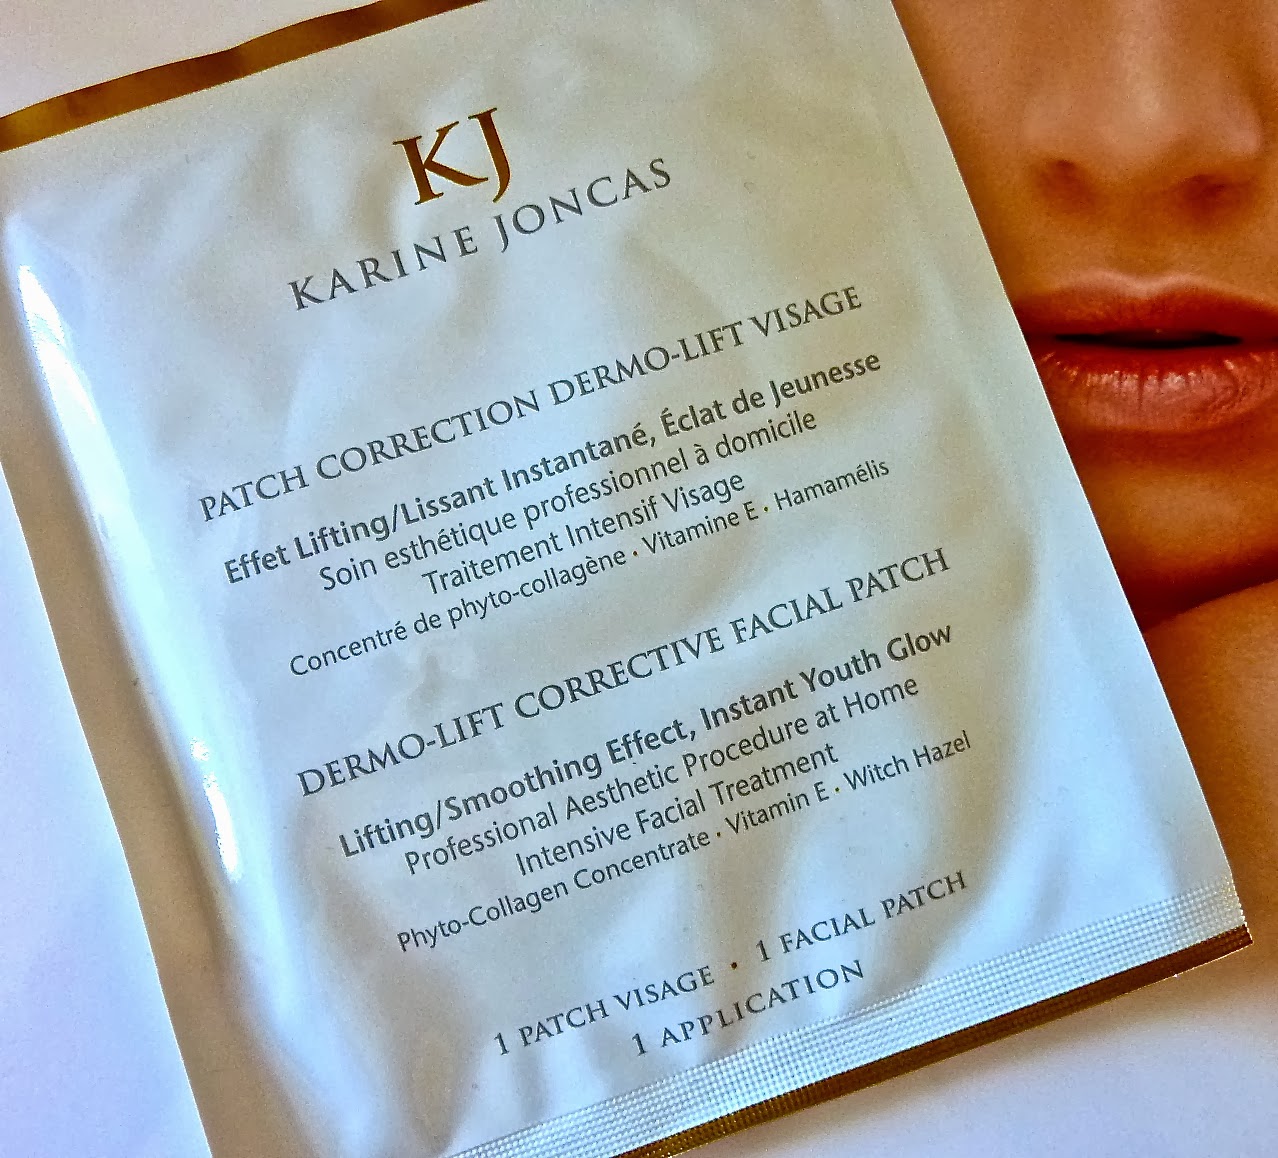 KJ
KARINE JONCAS
PATCH CORRECTION DERMO-LIFT VISAGE
Effet Lifting/Lissant Instantané, Éclat de Jeunesse
Soin esthétique professionnel à domicile
Traitement Intensif Visage
Concentré de phyto-collagène · Vitamine E · Hamamélis
DERMO-LIFT CORRECTIVE FACIAL PATCH
Lifting/Smoothing Effect, Instant Youth Glow
Professional Aesthetic Procedure at Home
Intensive Facial Treatment
Phyto-Collagen Concentrate · Vitamin E · Witch Hazel
1 PATCH VISAGE · 1 FACIAL PATCH
1 APPLICATION